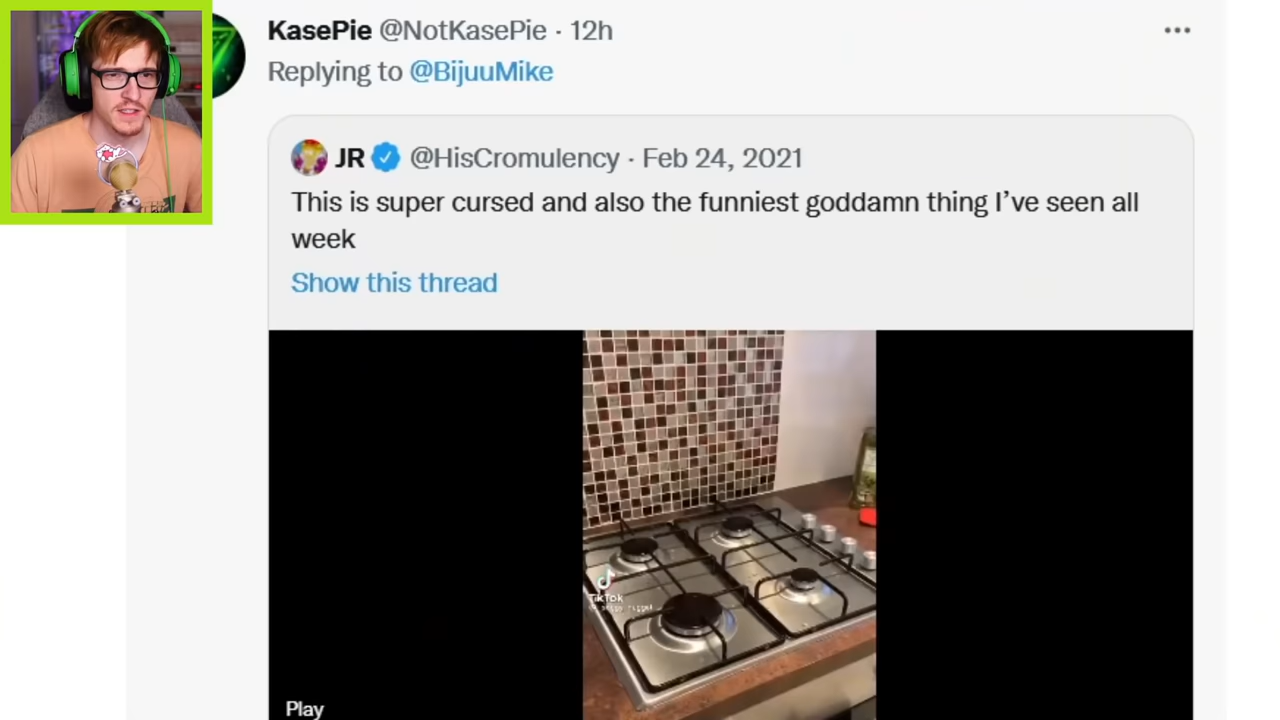 KasePie @NotKasePie · 12h
Replying to @BijuuMike
JR @HisCromulency · Feb 24, 2021
This is super cursed and also the funniest goddamn thing I've seen all
week
Show this thread
TikTok
Play